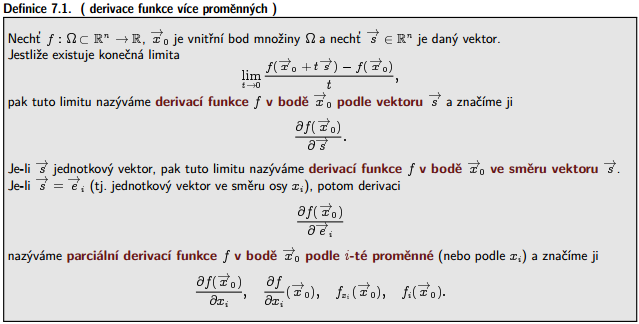 Definice 7.1. ( derivace funkce více proměnných )
Nechť f : Ω ⊂ ℝⁿ → ℝ, x⃗₀ je vnitřní bod množiny Ω a nechť s⃗ ∈ ℝⁿ je daný vektor.
Jestliže existuje konečná limita
lim_{t→0} (f(x⃗₀ + t s⃗) − f(x⃗₀))/t,
pak tuto limitu nazýváme derivací funkce f v bodě x⃗₀ podle vektoru s⃗ a značíme ji
∂f(x⃗₀)/∂s⃗.
Je-li s⃗ jednotkový vektor, pak tuto limitu nazýváme derivací funkce f v bodě x⃗₀ ve směru vektoru s⃗.
Je-li s⃗ = e⃗ᵢ (tj. jednotkový vektor ve směru osy xᵢ), potom derivaci
∂f(x⃗₀)/∂e⃗ᵢ
nazýváme parciální derivací funkce f v bodě x⃗₀ podle i-té proměnné (nebo podle xᵢ) a značíme ji
∂f(x⃗₀)/∂xᵢ, ∂f/∂xᵢ(x⃗₀), f_{xᵢ}(x⃗₀), fᵢ(x⃗₀).